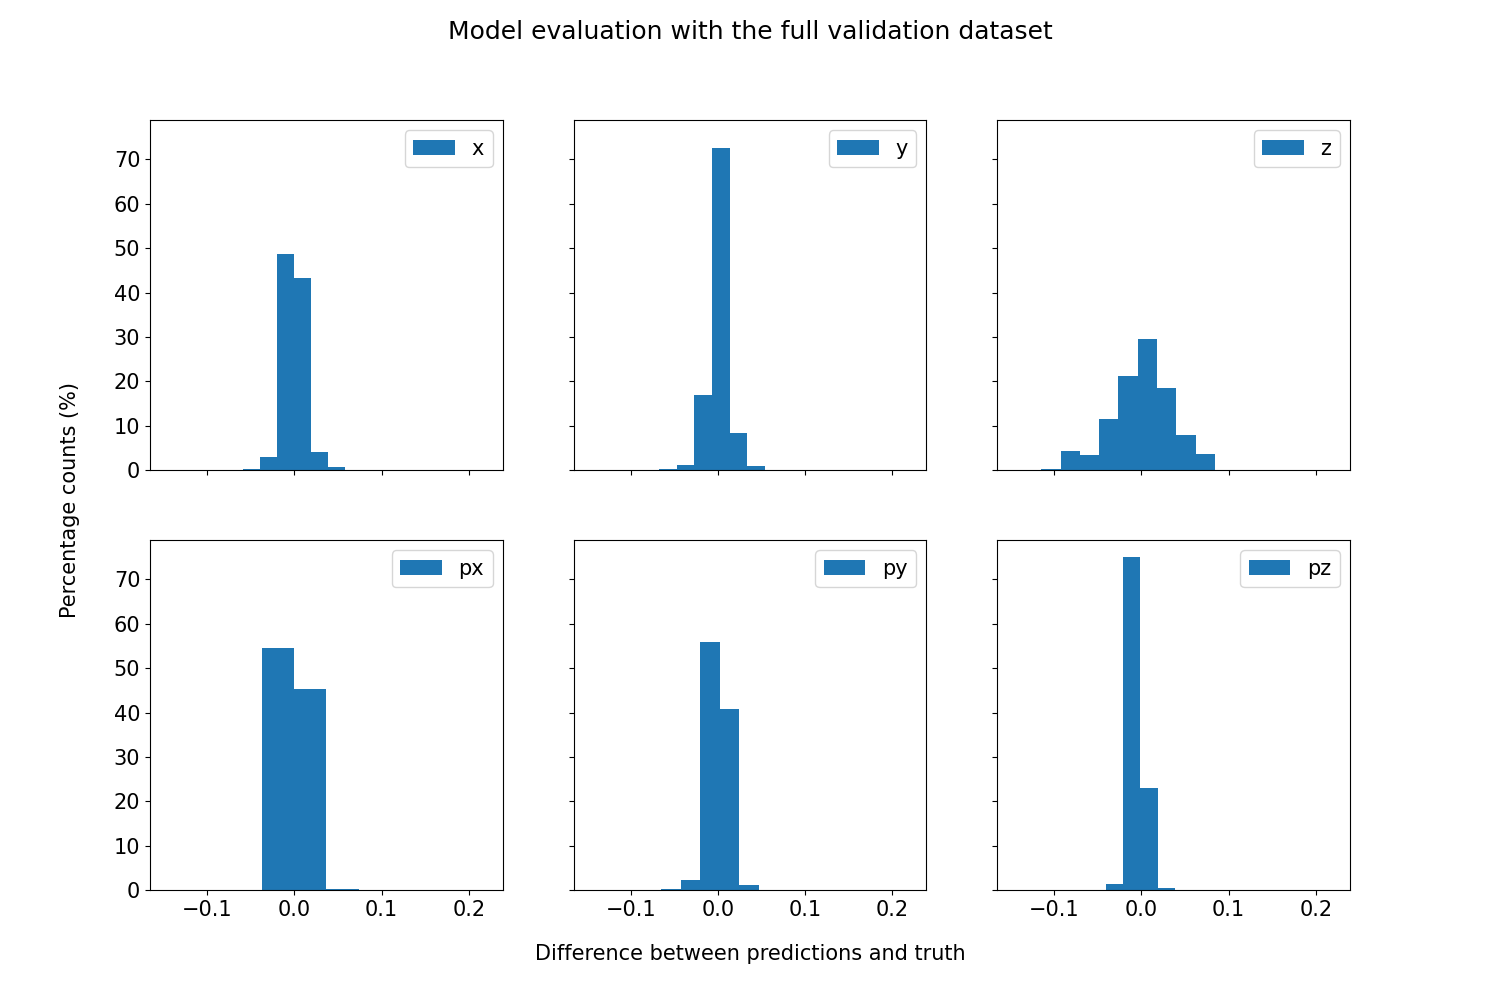 Model evaluation with the full validation dataset
x
y
z
70
60
50
40
30
20
10
0
Percentage counts (%)
px
py
pz
70
60
50
40
30
20
10
0
−0.1 0.0 0.1 0.2
−0.1 0.0 0.1 0.2
−0.1 0.0 0.1 0.2
Difference between predictions and truth